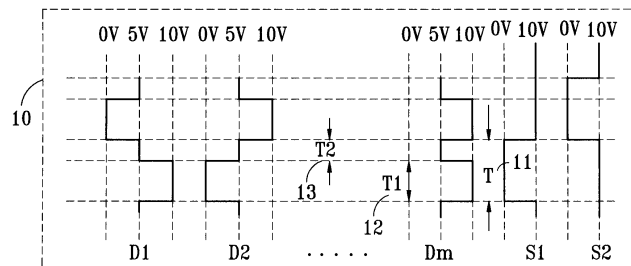 0V 5V 10V 0V 5V 10V 0V 5V 10V 0V 10V 0V 10V
10
T2
13
T1
12
T
11
D1 D2 ..... Dm S1 S2